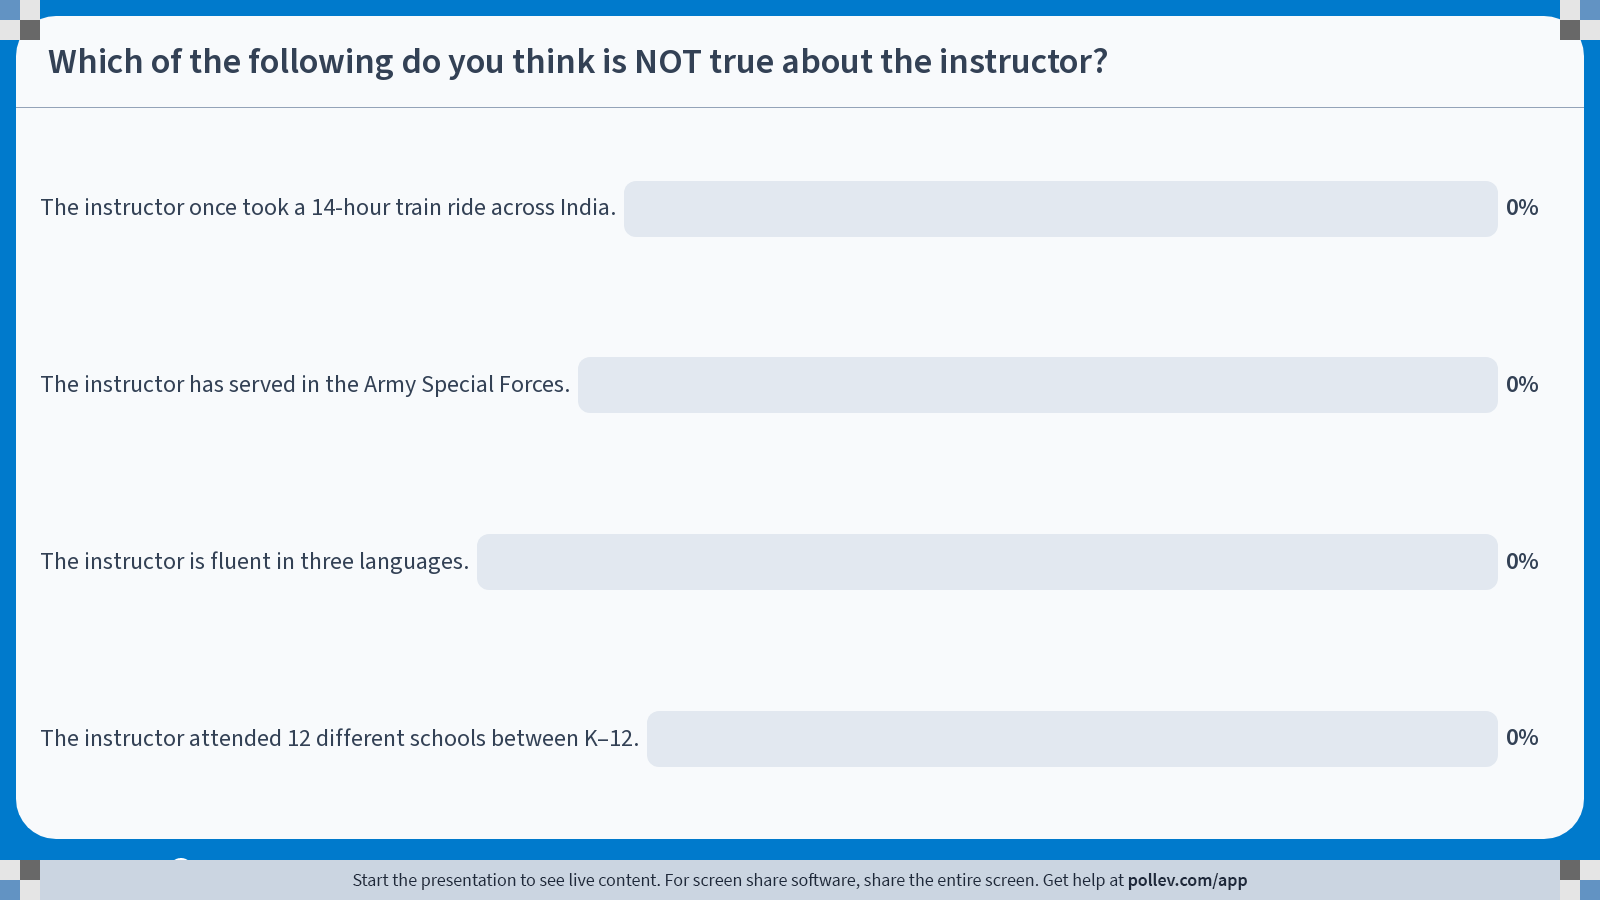 Which of the following do you think is NOT true about the instructor?
The instructor once took a 14-hour train ride across India. 0%
The instructor has served in the Army Special Forces. 0%
The instructor is fluent in three languages. 0%
The instructor attended 12 different schools between K–12. 0%
Start the presentation to see live content. For screen share software, share the entire screen. Get help at pollev.com/app